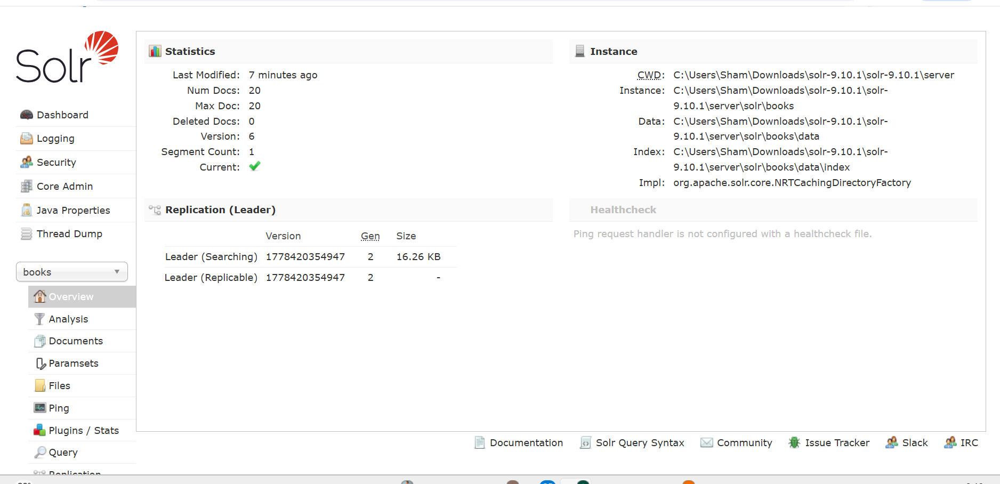 Solr
Dashboard
Logging
Security
Core Admin
Java Properties
Thread Dump
books
Overview
Analysis
Documents
Paramsets
Files
Ping
Plugins / Stats
Query
Replication
Statistics
Last Modified: 7 minutes ago
Num Docs: 20
Max Doc: 20
Deleted Docs: 0
Version: 6
Segment Count: 1
Current:
Instance
CWD: C:\Users\Sham\Downloads\solr-9.10.1\solr-9.10.1\server
Instance: C:\Users\Sham\Downloads\solr-9.10.1\solr-
9.10.1\server\solr\books
Data: C:\Users\Sham\Downloads\solr-9.10.1\solr-
9.10.1\server\solr\books\data
Index: C:\Users\Sham\Downloads\solr-9.10.1\solr-
9.10.1\server\solr\books\data\index
Impl: org.apache.solr.core.NRTCachingDirectoryFactory
Replication (Leader)
Version Gen Size
Leader (Searching) 1778420354947 2 16.26 KB
Leader (Replicable) 1778420354947 2 -
Healthcheck
Ping request handler is not configured with a healthcheck file.
Documentation Solr Query Syntax Community Issue Tracker Slack IRC